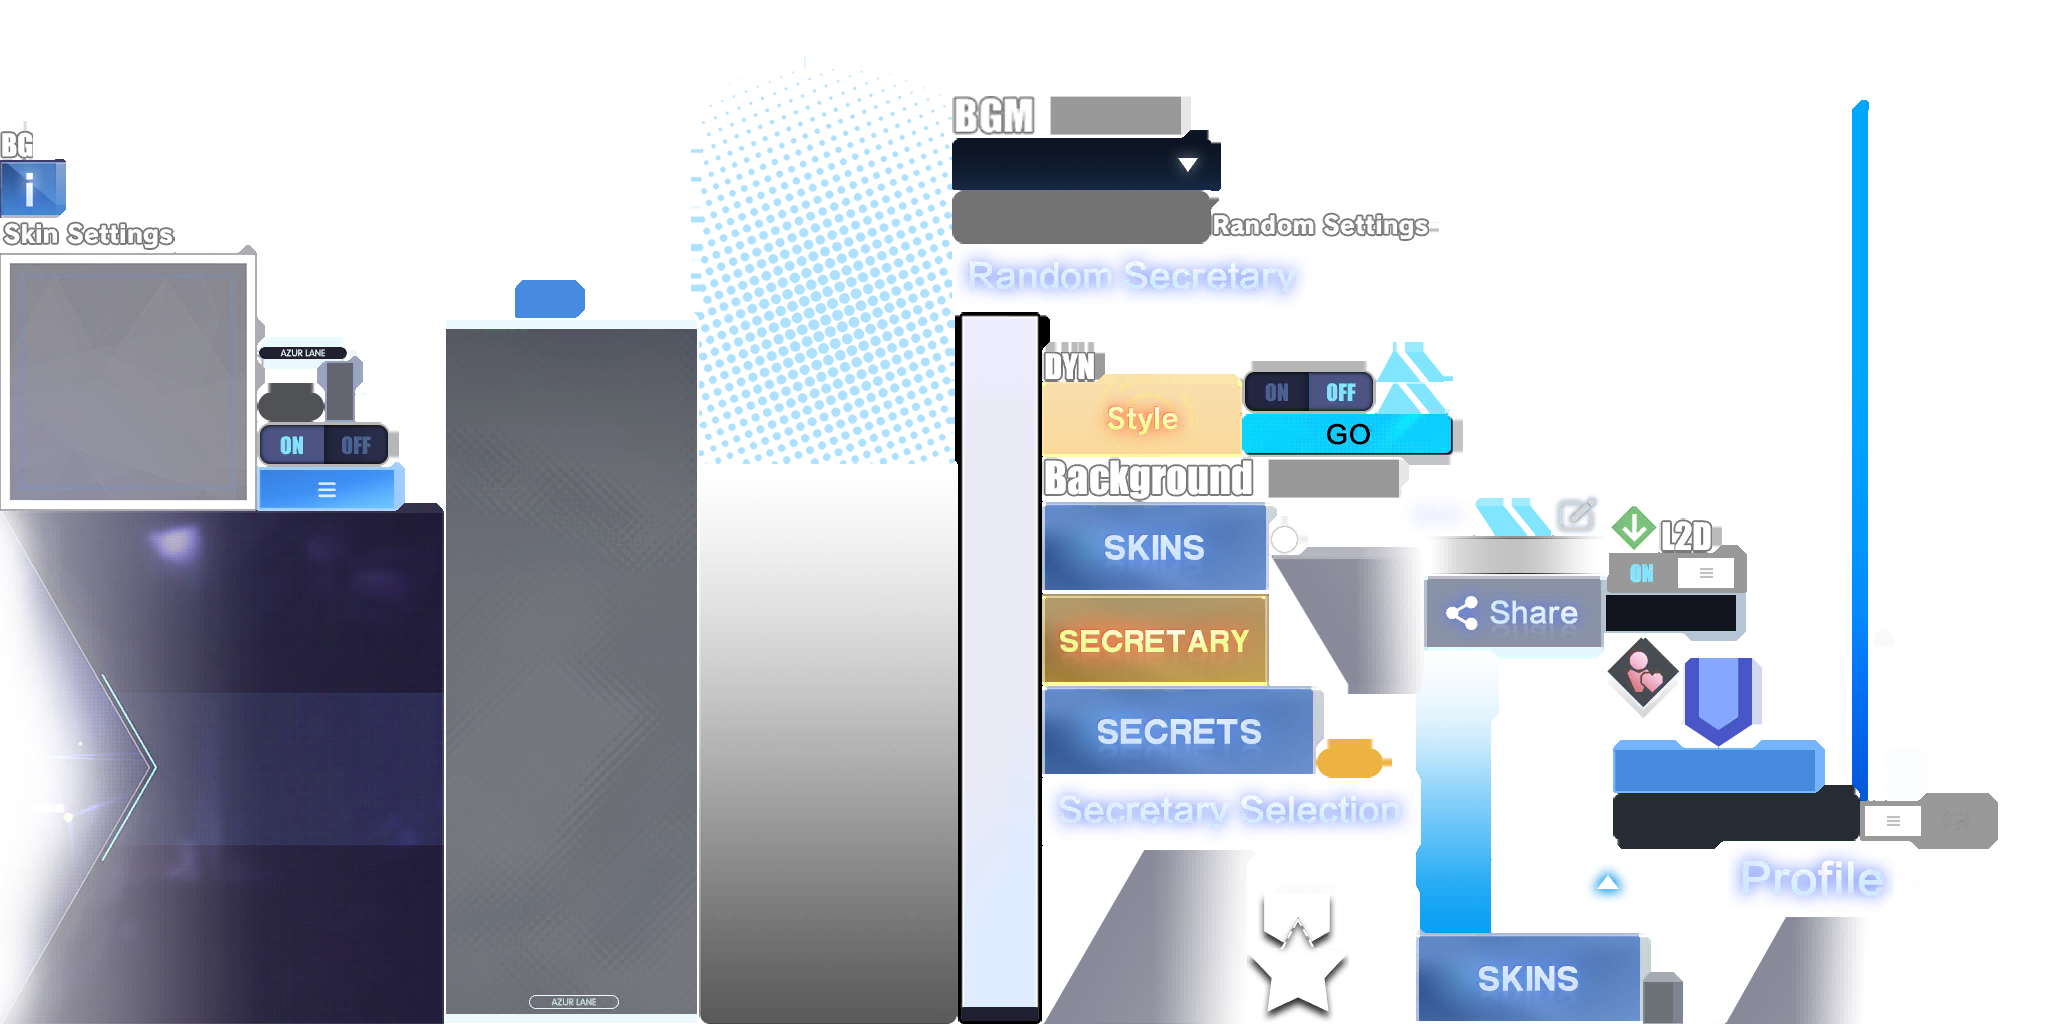 BGM
BG
i
Skin Settings
Random Settings
Random Secretary
AZUR LANE
DYN
ON OFF
Style
GO
ON OFF
Background
SKINS
L2D
ON
Share
SECRETARY
SECRETS
Secretary Selection
Profile
SKINS
AZUR LANE